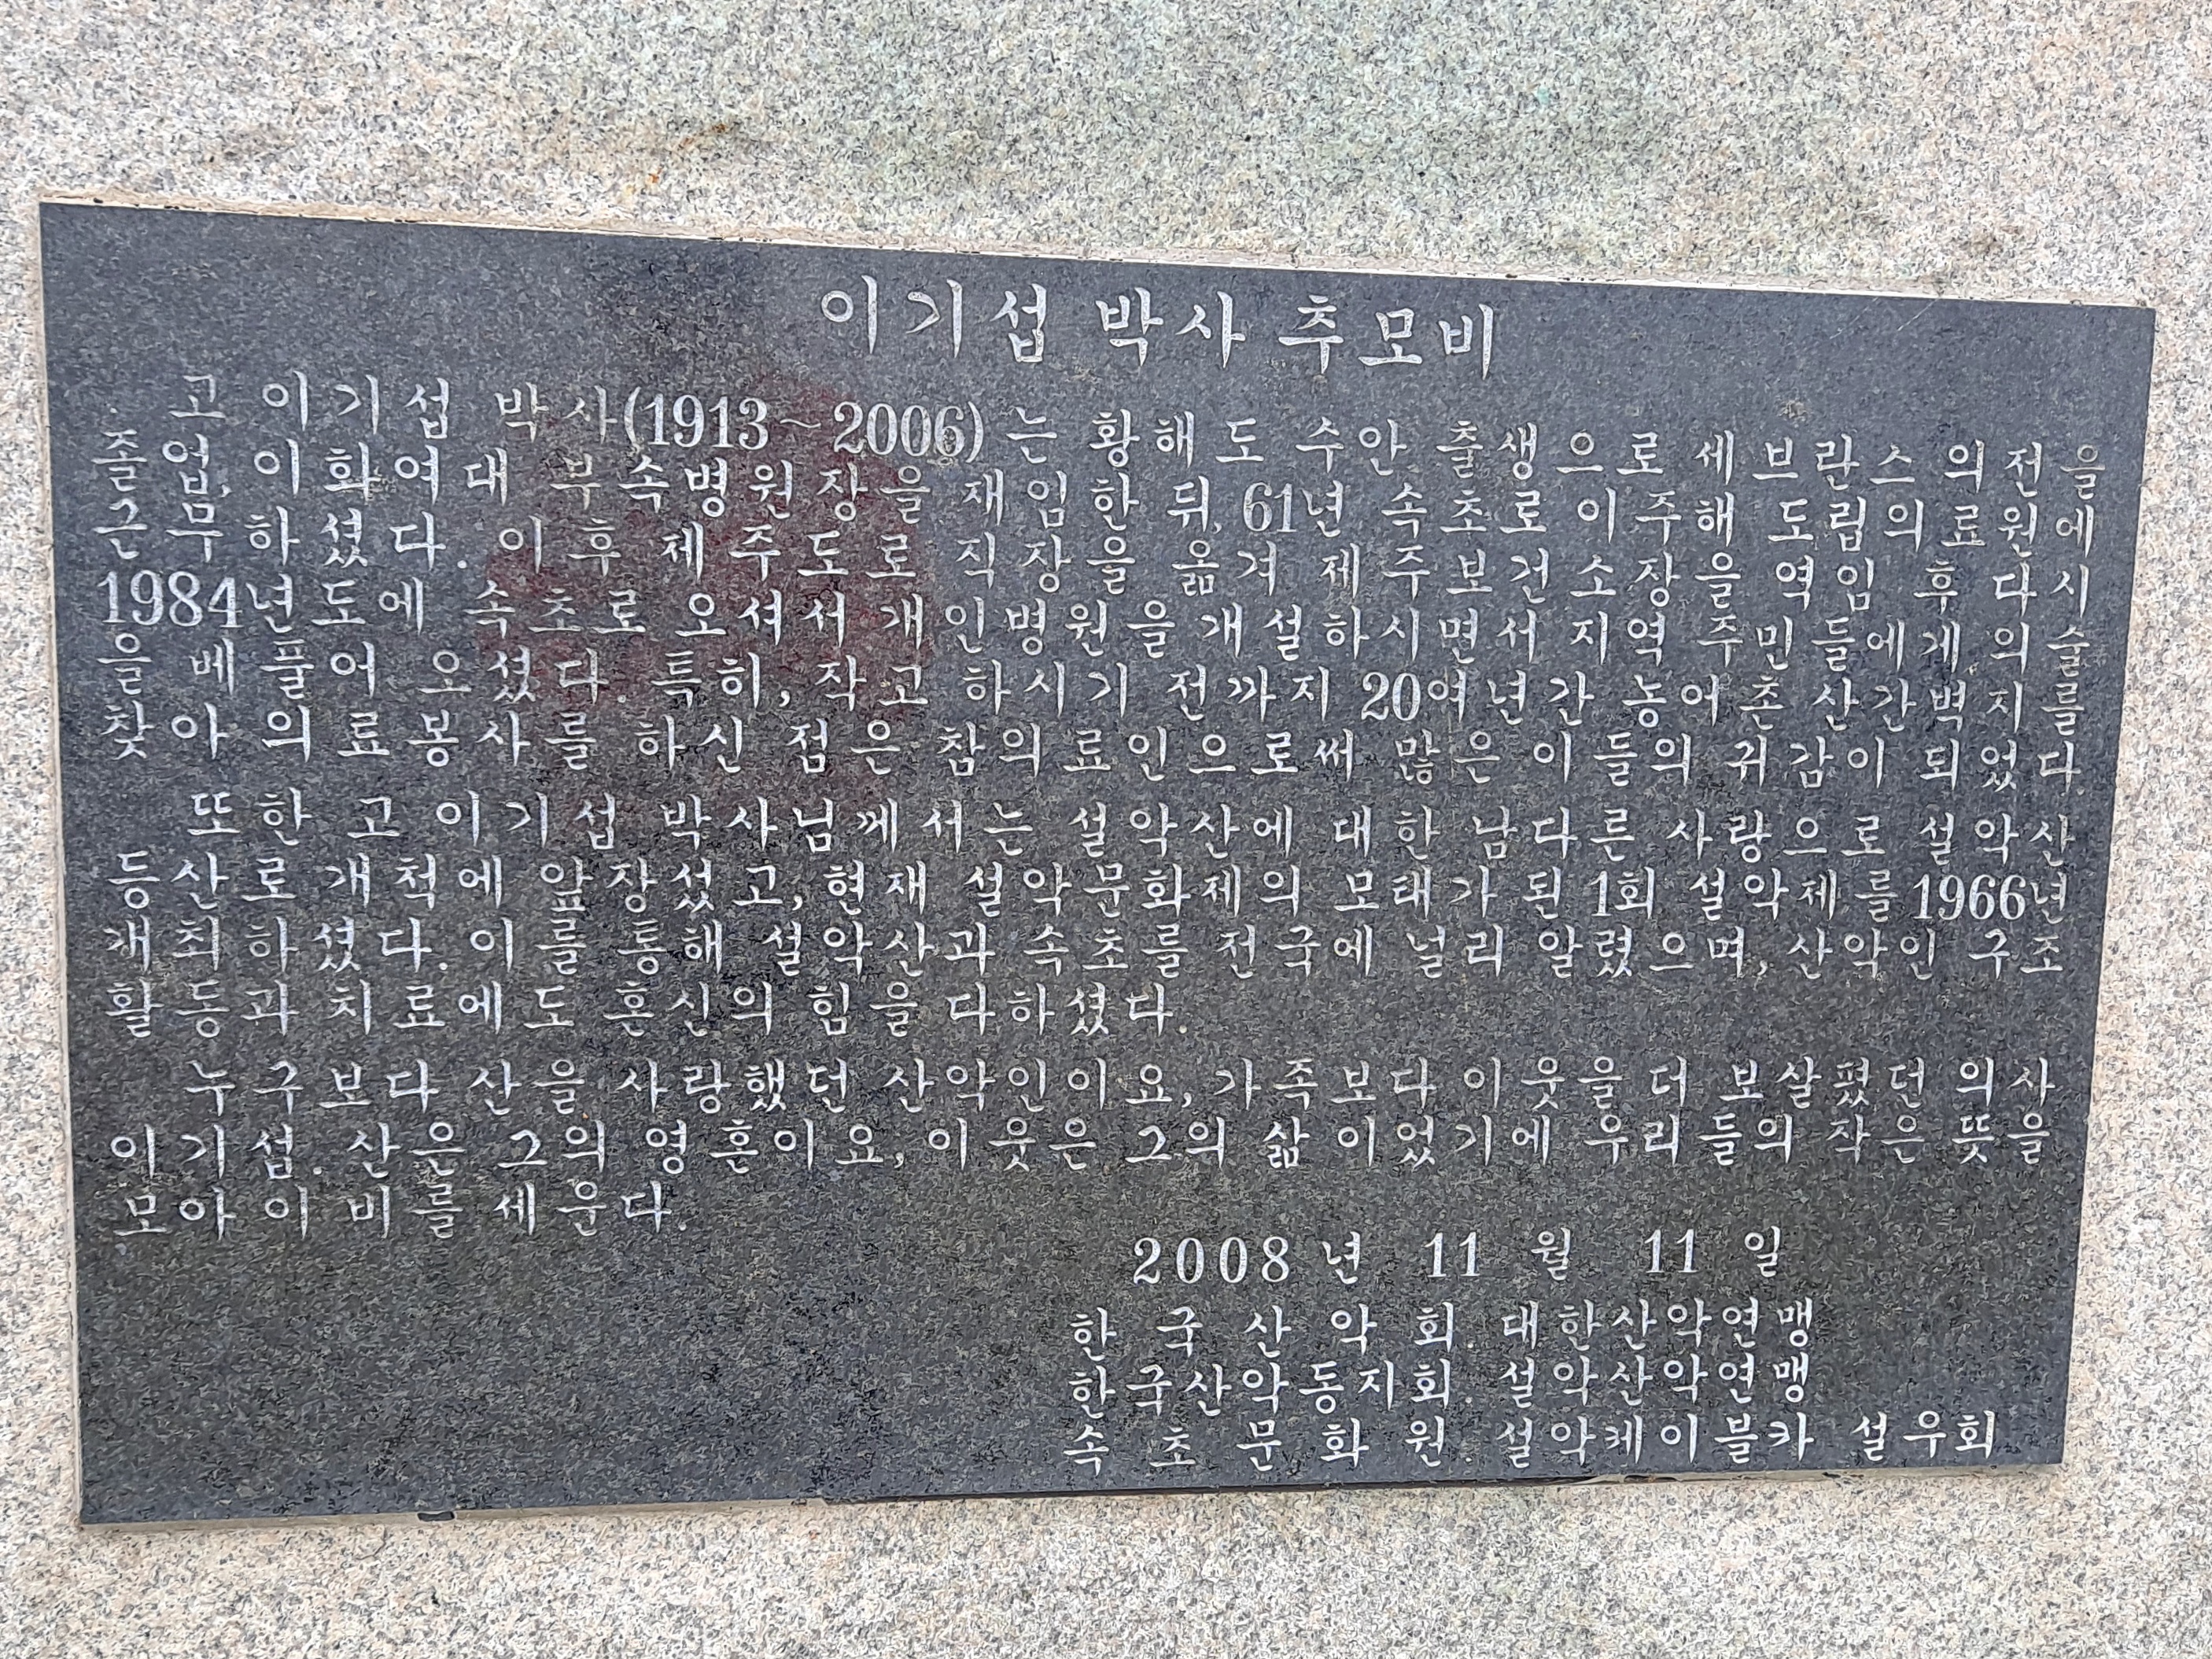 이기섭 박사 추모비
고 이기섭 박사(1913~2006)는 황해도 수안 출생으로 세브란스 의전을
졸업, 이화여대 부속병원장을 재임한 뒤, 61년 속초로 이주해 도립의료원에
근무하셨다. 이후 제주도로 직장을 옮겨 제주보건소장을 역임 후 다시
1984년도에 속초로 오셔서 개인병원을 개설하시면서 지역주민들에게 의술
을 베풀어 오셨다. 특히, 작고하시기 전까지 20여년간 농어촌 산간벽지를
찾아 의료봉사를 하신 점은 참의료인으로써 많은 이들의 귀감이 되었다.
또한 고 이기섭 박사님께서는 설악산에 대한 남다른 사랑으로 설악산
등산로 개척에 앞장섰고, 현재 설악문화제의 모태가 된 1회 설악제를 1966년
개최하셨다. 이를 통해 설악산과 속초를 전국에 널리 알렸으며, 산악인 구조
활동과 치료에도 혼신의 힘을 다하셨다.
누구보다 산을 사랑했던 산악인이요, 가족보다 이웃을 더 보살폈던 의사
이기섭. 산은 그의 영혼이요, 이웃은 그의 삶이었기에 우리들의 작은 뜻을
모아 이 비를 세운다.
2008년 11월 11일
한국산악회 대한산악연맹
한국산악동지회. 설악산악연맹
속초문화원. 설악케이블카 설우회